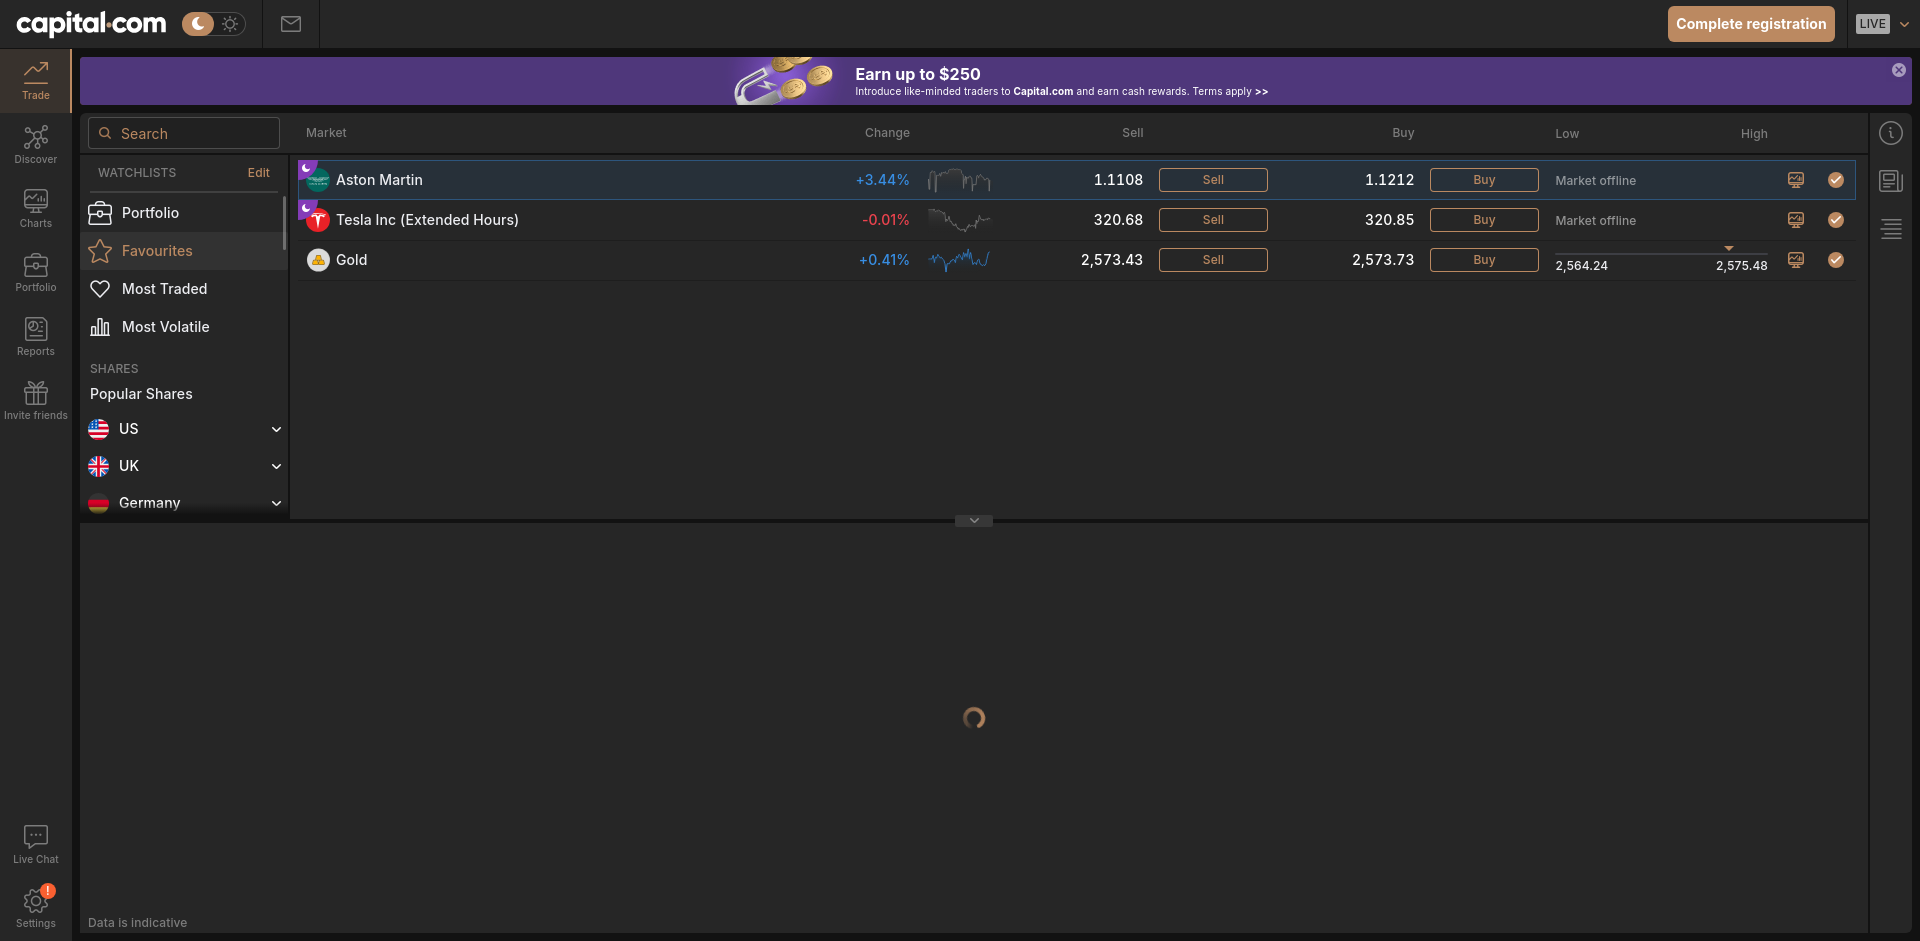 capital.com
Complete registration
LIVE
Trade
Discover
Charts
Portfolio
Reports
Invite friends
Live Chat
!
Settings
Earn up to $250
Introduce like-minded traders to Capital.com and earn cash rewards. Terms apply >>
Search
WATCHLISTS Edit
Portfolio
Favourites
Most Traded
Most Volatile
SHARES
Popular Shares
US
UK
Germany
Market Change Sell Buy Low High
Aston Martin +3.44% 1.1108 Sell 1.1212 Buy Market offline
Tesla Inc (Extended Hours) -0.01% 320.68 Sell 320.85 Buy Market offline
Gold +0.41% 2,573.43 Sell 2,573.73 Buy 2,564.24 2,575.48
Data is indicative